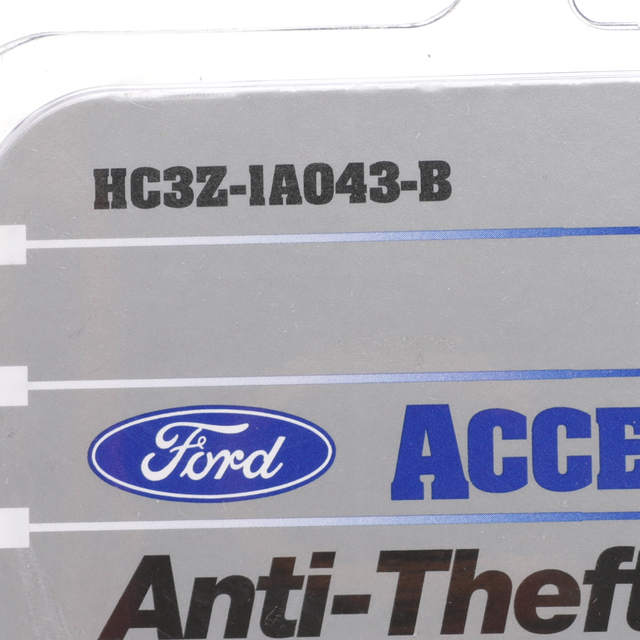 HC3Z-1A043-B
Ford ACCE
Anti-Theft